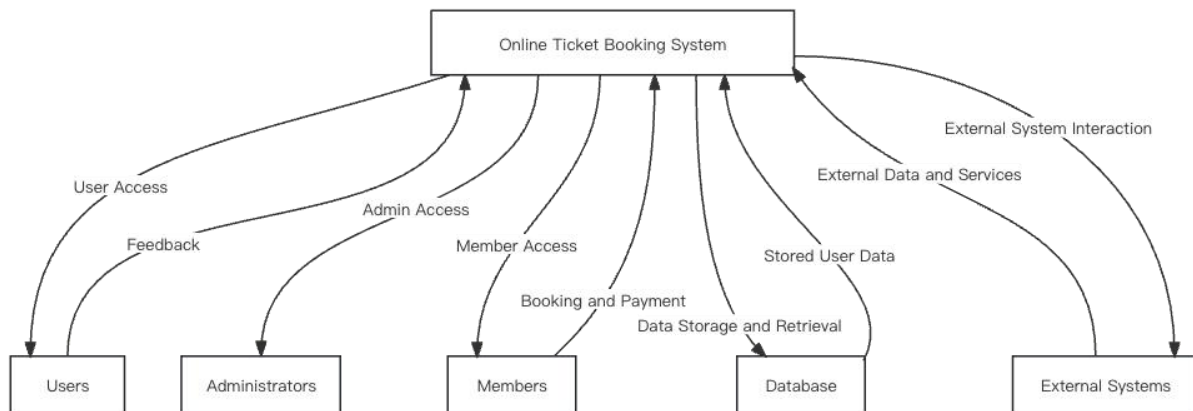 Online Ticket Booking System
External System Interaction
External Data and Services
User Access
Admin Access
Feedback
Member Access
Stored User Data
Booking and Payment
Data Storage and Retrieval
Users
Administrators
Members
Database
External Systems